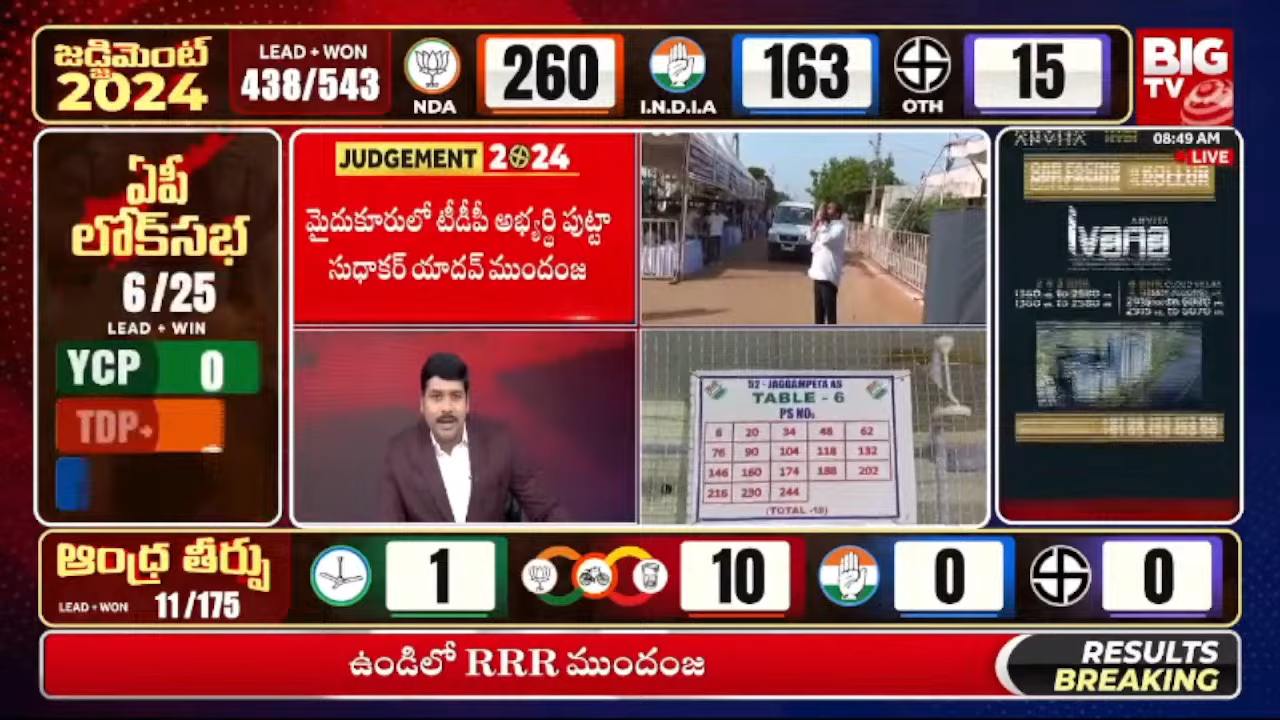 జడ్జిమెంట్
2024
LEAD + WON
438/543
NDA
260
I.N.D.I.A
163
OTH
15
BIG
TV
ఏపీ
లోక్‌సభ
6/25
LEAD + WIN
YCP 0
TDP+
JUDGEMENT 2024
మైదుకూరులో టీడీపీ అభ్యర్థి పుట్టా
సుధాకర్ యాదవ్ ముందంజ
52 - JAGGAMPETA AS
TABLE - 6
PS NOs
6 20 34 48 62
76 90 104 118 132
146 160 174 188 202
216 230 244
(TOTAL -18)
08:49 AM
LIVE
ANVITA
Ivana
ఆంధ్ర తీర్పు
LEAD + WON 11/175
1
10
0
0
ఉండిలో RRR ముందంజ
RESULTS
BREAKING